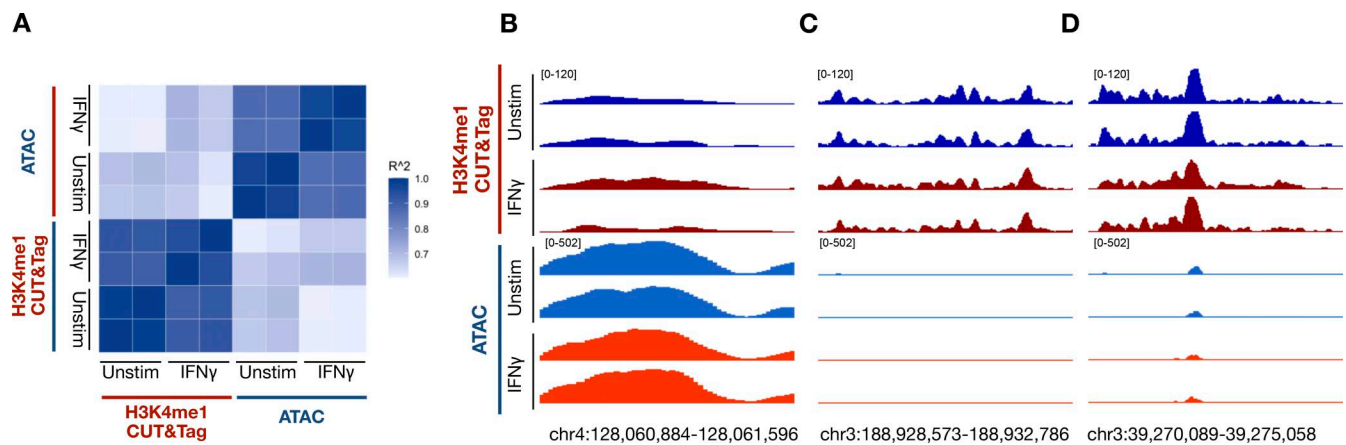 A
B
C
D
ATAC
IFNγ
Unstim
H3K4me1
CUT&Tag
IFNγ
Unstim
R^2
1.0
0.9
0.8
0.7
Unstim
IFNγ
Unstim
IFNγ
H3K4me1
CUT&Tag
ATAC
H3K4me1
CUT&Tag
Unstim
IFNγ
ATAC
Unstim
IFNγ
[0-120]
[0-502]
chr4:128,060,884-128,061,596
[0-120]
[0-502]
chr3:188,928,573-188,932,786
[0-120]
[0-502]
chr3:39,270,089-39,275,058